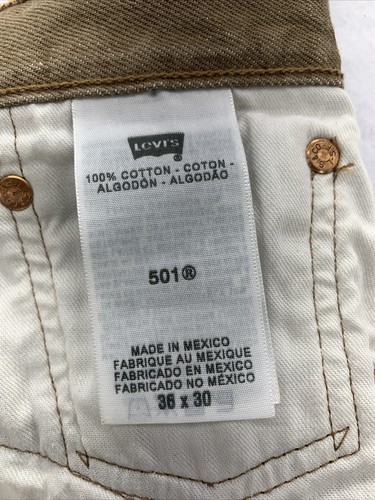 Levi's
®
100% COTTON - COTON -
ALGODÓN - ALGODÃO
501®
MADE IN MEXICO
FABRIQUE AU MEXIQUE
FABRICADO EN MEXICO
FABRICADO NO MÉXICO
36 x 30